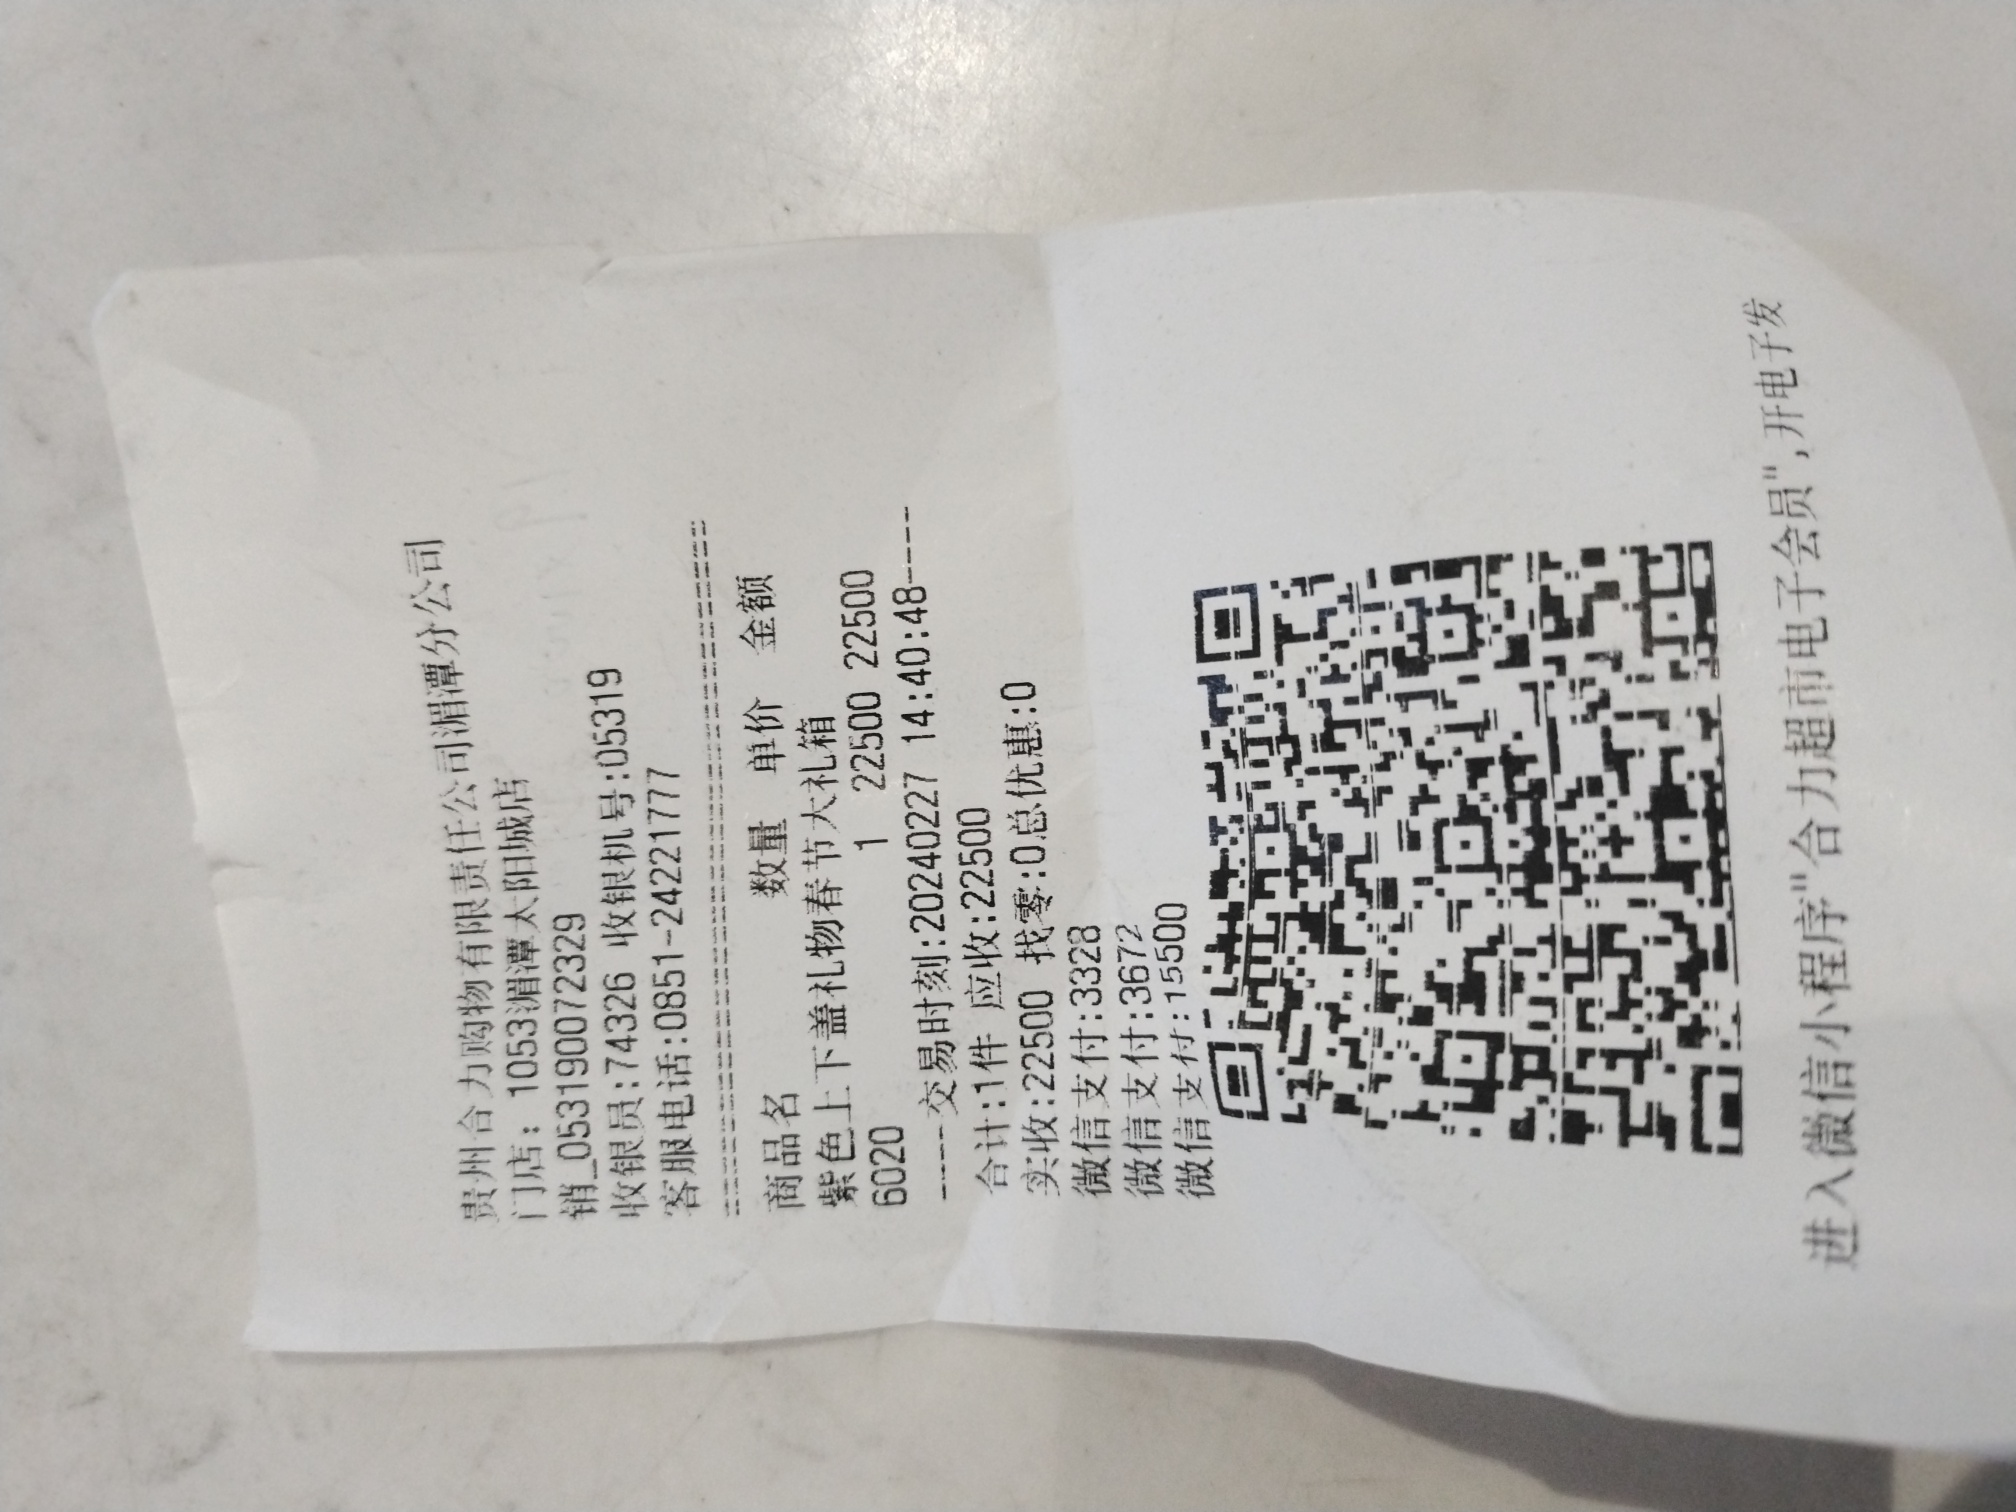 贵州合力购物有限责任公司湄潭分公司
门店: 1053湄潭太阳城店
销_053190072329
收银员:74326 收银机号:05319
客服电话:0851-24221777
商品名 数量 单价 金额
紫色上下盖礼物春节大礼箱
6020 1 22500 22500
----交易时刻:20240227 14:40:48----
合计:1件 应收:22500
实收:22500 找零:0总优惠:0
微信支付:3328
微信支付:3672
微信支付:15500
进入微信小程序"合力超市电子会员",开电子发